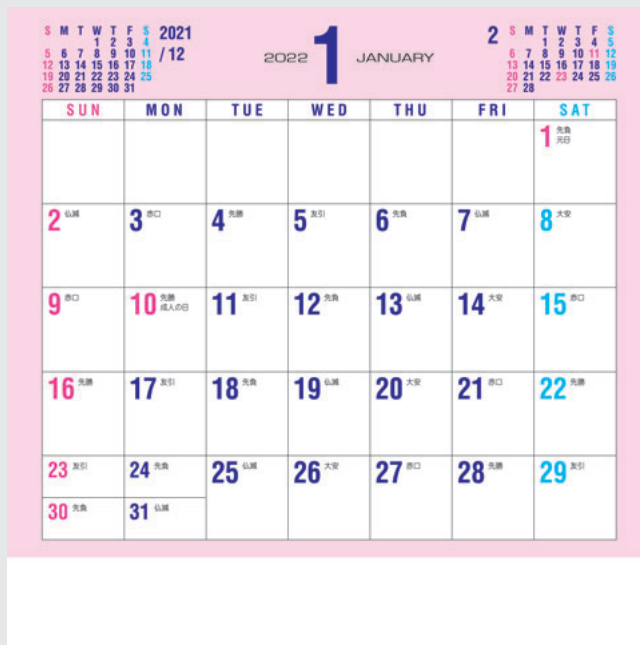 S M T W T F S
1 2 3 4
5 6 7 8 9 10 11
12 13 14 15 16 17 18
19 20 21 22 23 24 25
26 27 28 29 30 31
2021
/12
2022 1 JANUARY
2
S M T W T F S
1 2 3 4 5
6 7 8 9 10 11 12
13 14 15 16 17 18 19
20 21 22 23 24 25 26
27 28
SUN MON TUE WED THU FRI SAT
1 先負
元日
2 仏滅 3 赤口 4 先勝 5 友引 6 先負 7 仏滅 8 大安
9 赤口 10 先勝 11 友引 12 先負 13 仏滅 14 大安 15 赤口
成人の日
16 先勝 17 友引 18 先負 19 仏滅 20 大安 21 赤口 22 先勝
23 友引 24 先負 25 仏滅 26 大安 27 赤口 28 先勝 29 友引
30 先負 31 仏滅